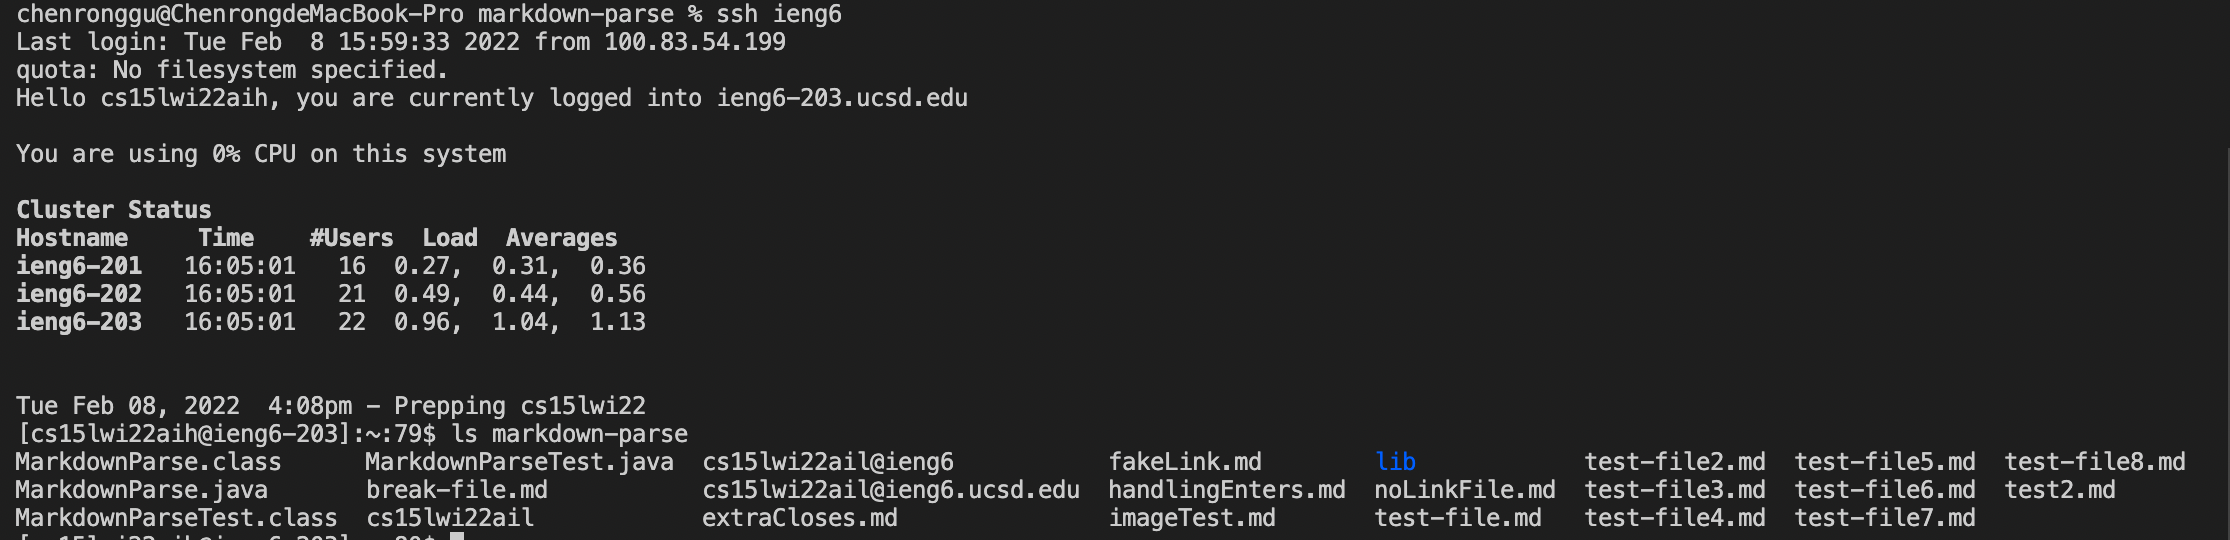 chenronggu@ChenrongdeMacBook-Pro markdown-parse % ssh ieng6
Last login: Tue Feb  8 15:59:33 2022 from 100.83.54.199
quota: No filesystem specified.
Hello cs15lwi22aih, you are currently logged into ieng6-203.ucsd.edu
You are using 0% CPU on this system
Cluster Status
Hostname     Time    #Users  Load  Averages
ieng6-201   16:05:01   16  0.27,  0.31,  0.36
ieng6-202   16:05:01   21  0.49,  0.44,  0.56
ieng6-203   16:05:01   22  0.96,  1.04,  1.13
Tue Feb 08, 2022  4:08pm - Prepping cs15lwi22
[cs15lwi22aih@ieng6-203]:~:79$ ls markdown-parse
MarkdownParse.class      MarkdownParseTest.java  cs15lwi22ail@ieng6           fakeLink.md        lib            test-file2.md  test-file5.md  test-file8.md
MarkdownParse.java       break-file.md           cs15lwi22ail@ieng6.ucsd.edu  handlingEnters.md  noLinkFile.md  test-file3.md  test-file6.md  test2.md
MarkdownParseTest.class  cs15lwi22ail            extraCloses.md               imageTest.md       test-file.md   test-file4.md  test-file7.md
[cs15lwi22aih@ieng6-203]:~:80$